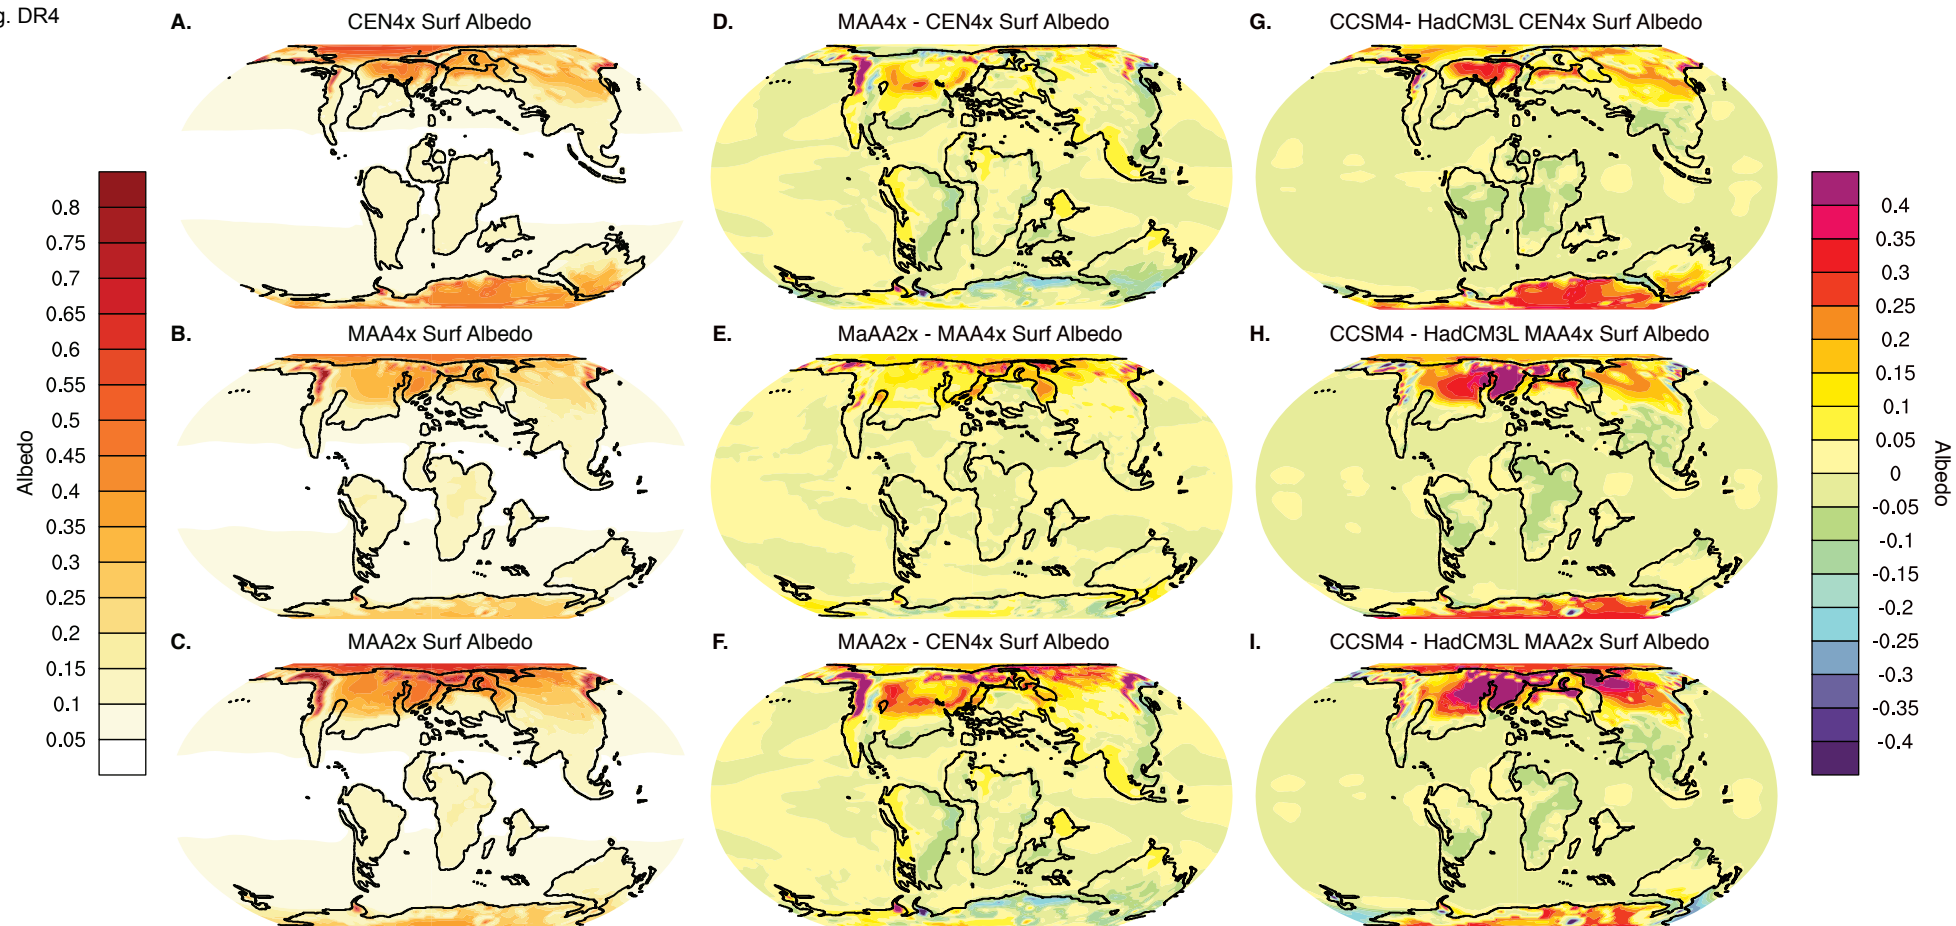 g. DR4
A. CEN4x Surf Albedo
D. MAA4x - CEN4x Surf Albedo
G. CCSM4- HadCM3L CEN4x Surf Albedo
B. MAA4x Surf Albedo
E. MaAA2x - MAA4x Surf Albedo
H. CCSM4 - HadCM3L MAA4x Surf Albedo
C. MAA2x Surf Albedo
F. MAA2x - CEN4x Surf Albedo
I. CCSM4 - HadCM3L MAA2x Surf Albedo
Albedo
0.8
0.75
0.7
0.65
0.6
0.55
0.5
0.45
0.4
0.35
0.3
0.25
0.2
0.15
0.1
0.05
0.4
0.35
0.3
0.25
0.2
0.15
0.1
0.05
0
-0.05
-0.1
-0.15
-0.2
-0.25
-0.3
-0.35
-0.4
Albedo